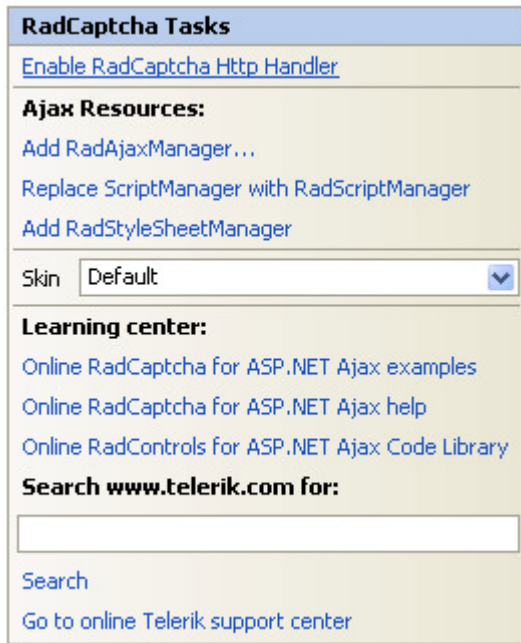 RadCaptcha Tasks
Enable RadCaptcha Http Handler
Ajax Resources:
Add RadAjaxManager...
Replace ScriptManager with RadScriptManager
Add RadStyleSheetManager
Skin Default
Learning center:
Online RadCaptcha for ASP.NET Ajax examples
Online RadCaptcha for ASP.NET Ajax help
Online RadControls for ASP.NET Ajax Code Library
Search www.telerik.com for:
Search
Go to online Telerik support center